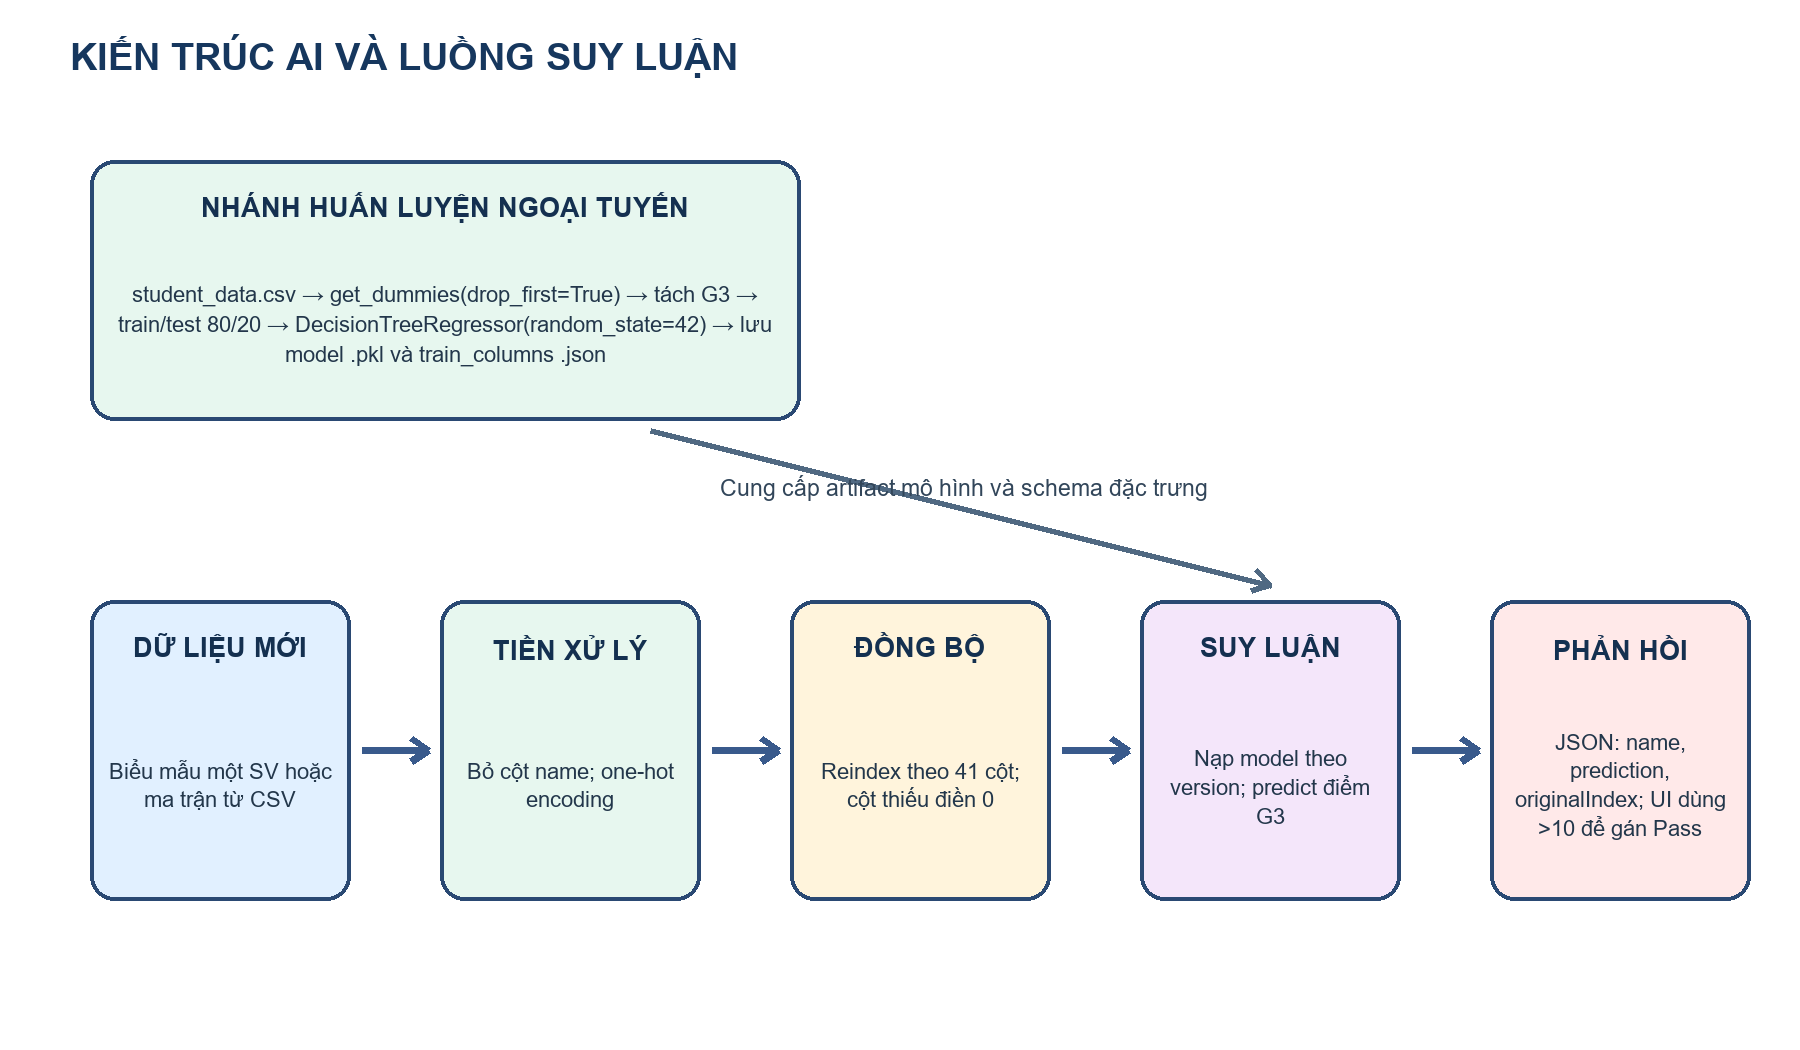 KIẾN TRÚC AI VÀ LUỒNG SUY LUẬN
NHÁNH HUẤN LUYỆN NGOẠI TUYẾN
student_data.csv → get_dummies(drop_first=True) → tách G3 →
train/test 80/20 → DecisionTreeRegressor(random_state=42) → lưu
model .pkl và train_columns .json
Cung cấp artifact mô hình và schema đặc trưng
DỮ LIỆU MỚI
Biểu mẫu một SV hoặc
ma trận từ CSV
TIỀN XỬ LÝ
Bỏ cột name; one-hot
encoding
ĐỒNG BỘ
Reindex theo 41 cột;
cột thiếu điền 0
SUY LUẬN
Nạp model theo
version; predict điểm
G3
PHẢN HỒI
JSON: name,
prediction,
originalIndex; UI dùng
>10 để gán Pass